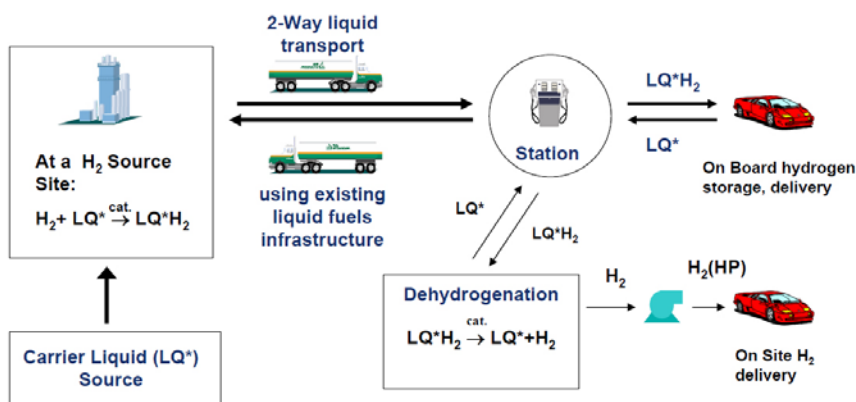 2-Way liquid
transport
At a H₂ Source
Site:
H₂+ LQ* cat.→ LQ*H₂
using existing
liquid fuels
infrastructure
Carrier Liquid (LQ*)
Source
Station
LQ*H₂
LQ*
On Board hydrogen
storage, delivery
LQ*
LQ*H₂
Dehydrogenation
LQ*H₂ cat.→ LQ*+H₂
H₂
H₂(HP)
On Site H₂
delivery